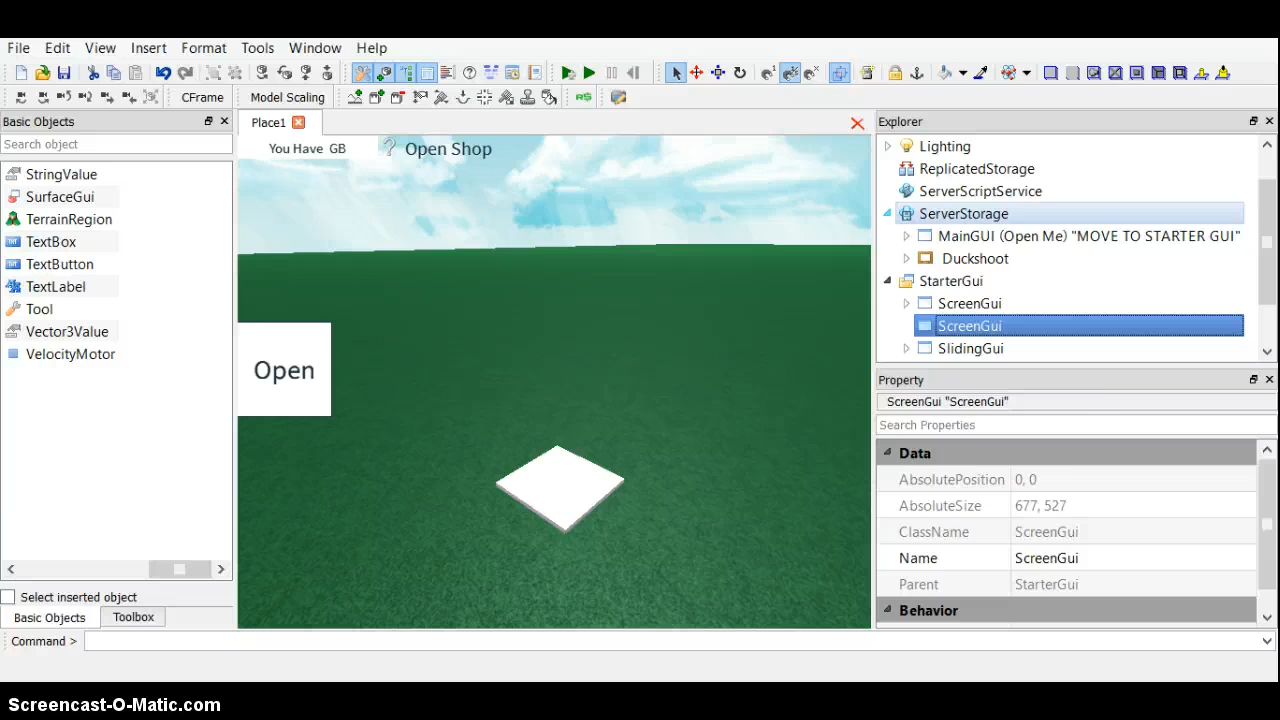 File Edit View Insert Format Tools Window Help
CFrame Model Scaling R$
Basic Objects
Search object
StringValue
SurfaceGui
TerrainRegion
TextBox
TextButton
TextLabel
Tool
Vector3Value
VelocityMotor
Select inserted object
Basic Objects Toolbox
Command >
Place1
You Have GB
Open Shop
Open
Explorer
Lighting
ReplicatedStorage
ServerScriptService
ServerStorage
MainGUI (Open Me) "MOVE TO STARTER GUI"
Duckshoot
StarterGui
ScreenGui
ScreenGui
SlidingGui
Property
ScreenGui "ScreenGui"
Search Properties
Data
AbsolutePosition 0, 0
AbsoluteSize 677, 527
ClassName ScreenGui
Name ScreenGui
Parent StarterGui
Behavior
Screencast-O-Matic.com